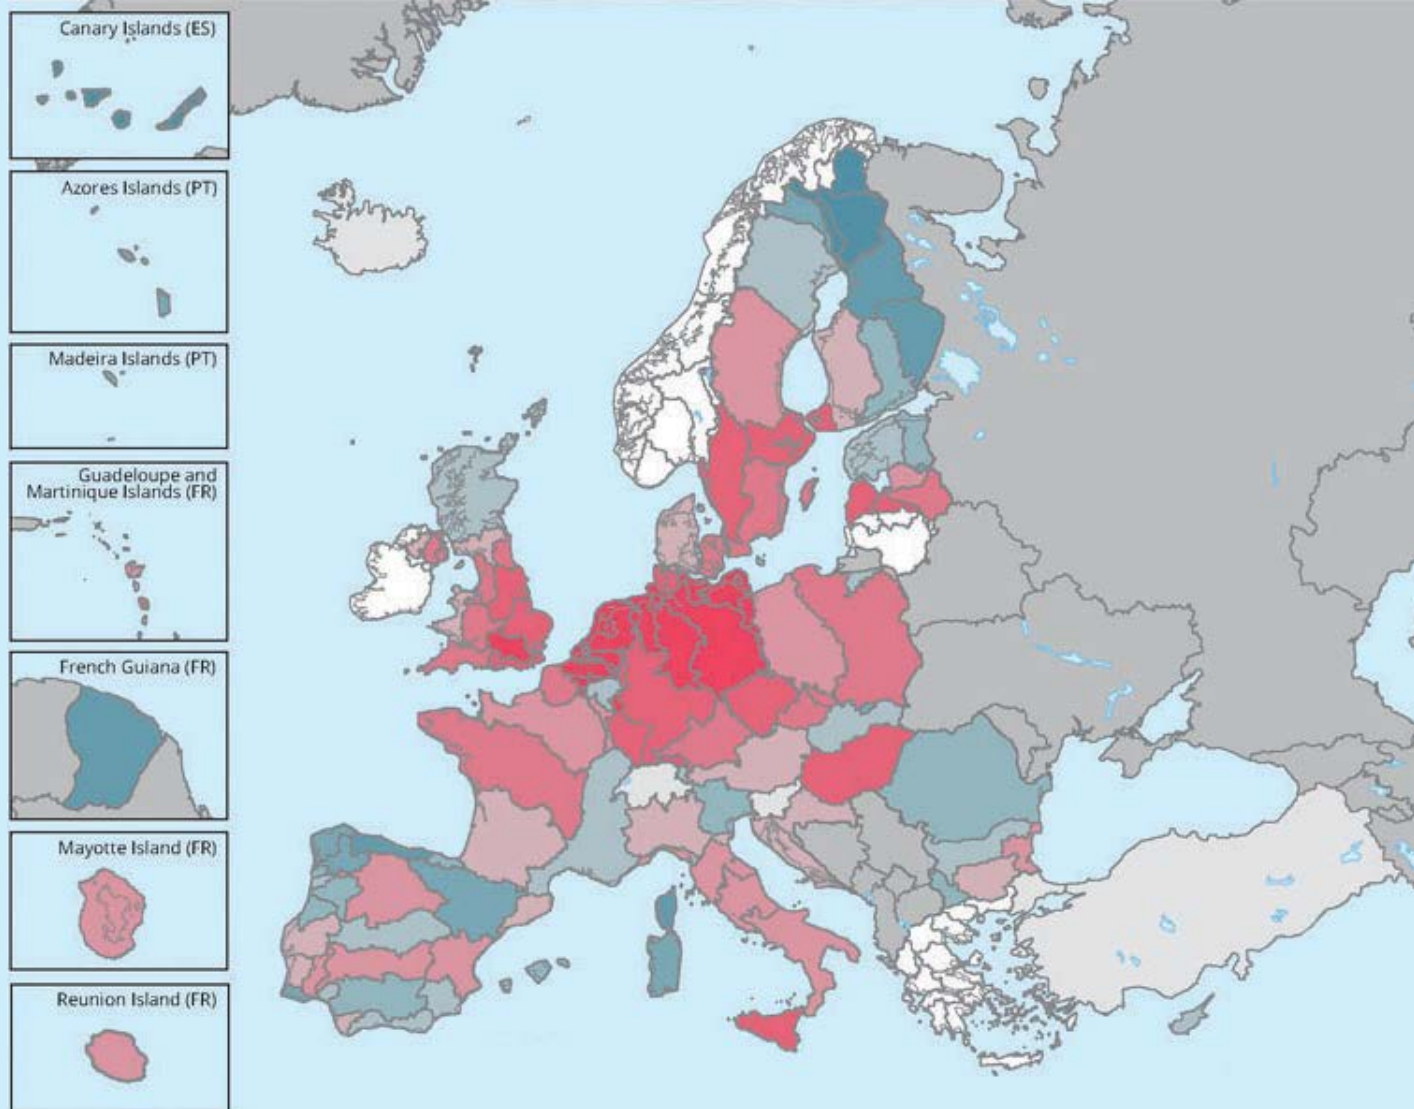 Canary Islands (ES)
Azores Islands (PT)
Madeira Islands (PT)
Guadeloupe and
Martinique Islands (FR)
French Guiana (FR)
Mayotte Island (FR)
Reunion Island (FR)